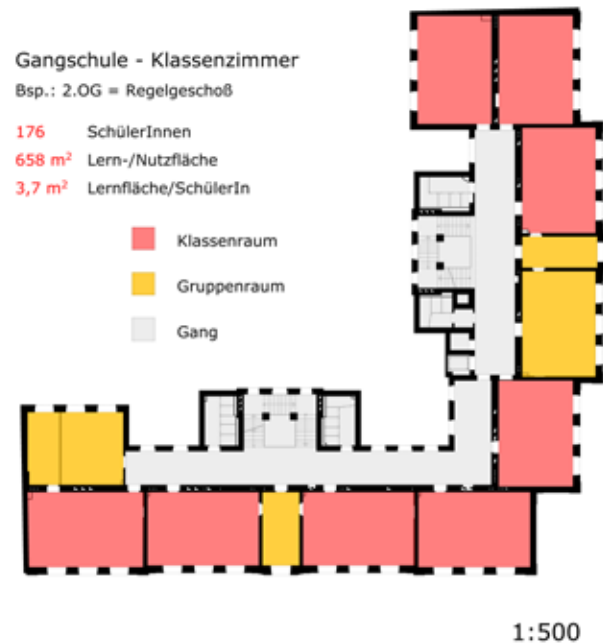 Gangschule - Klassenzimmer
Bsp.: 2.OG = Regelgeschoß
176 SchülerInnen
658 m² Lern-/Nutzfläche
3,7 m² Lernfläche/SchülerIn
Klassenraum
Gruppenraum
Gang
1:500